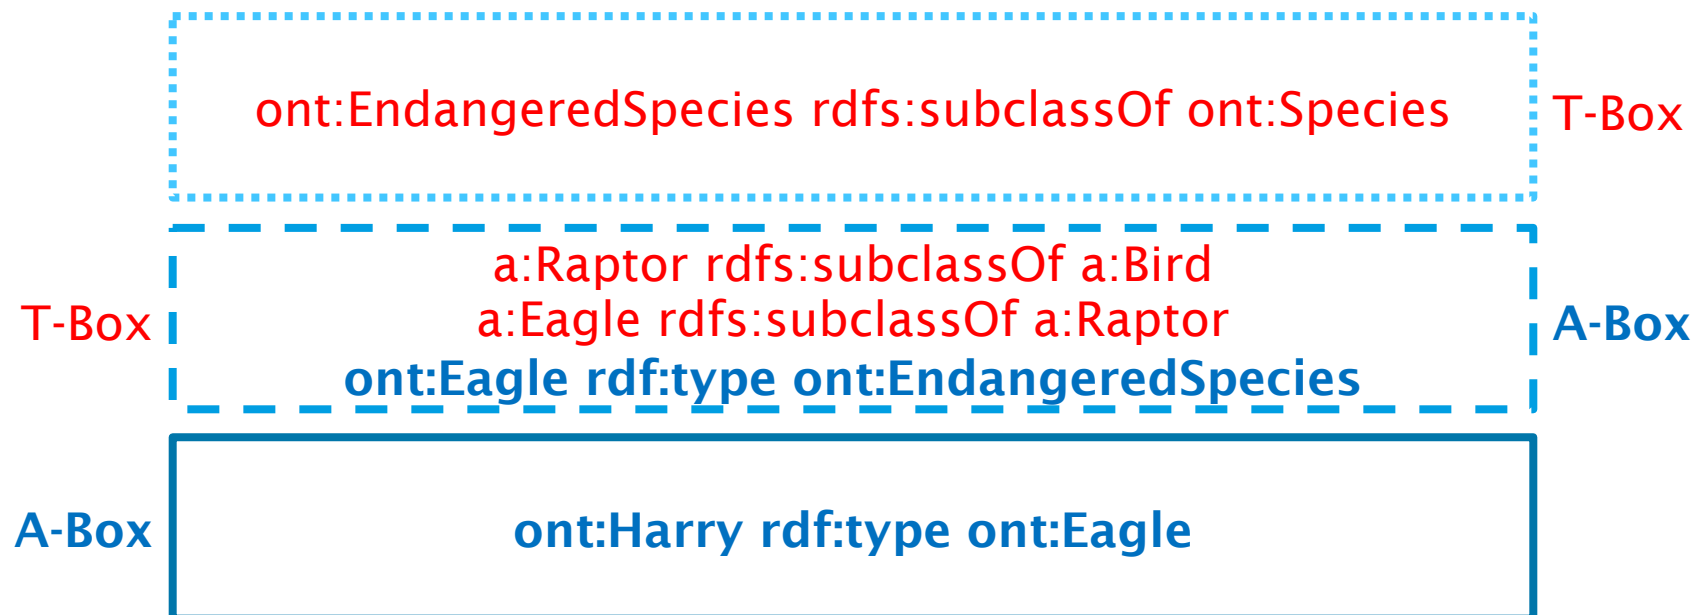 ont:EndangeredSpecies rdfs:subclassOf ont:Species
T-Box
a:Raptor rdfs:subclassOf a:Bird
T-Box
a:Eagle rdfs:subclassOf a:Raptor
A-Box
ont:Eagle rdf:type ont:EndangeredSpecies
A-Box
ont:Harry rdf:type ont:Eagle